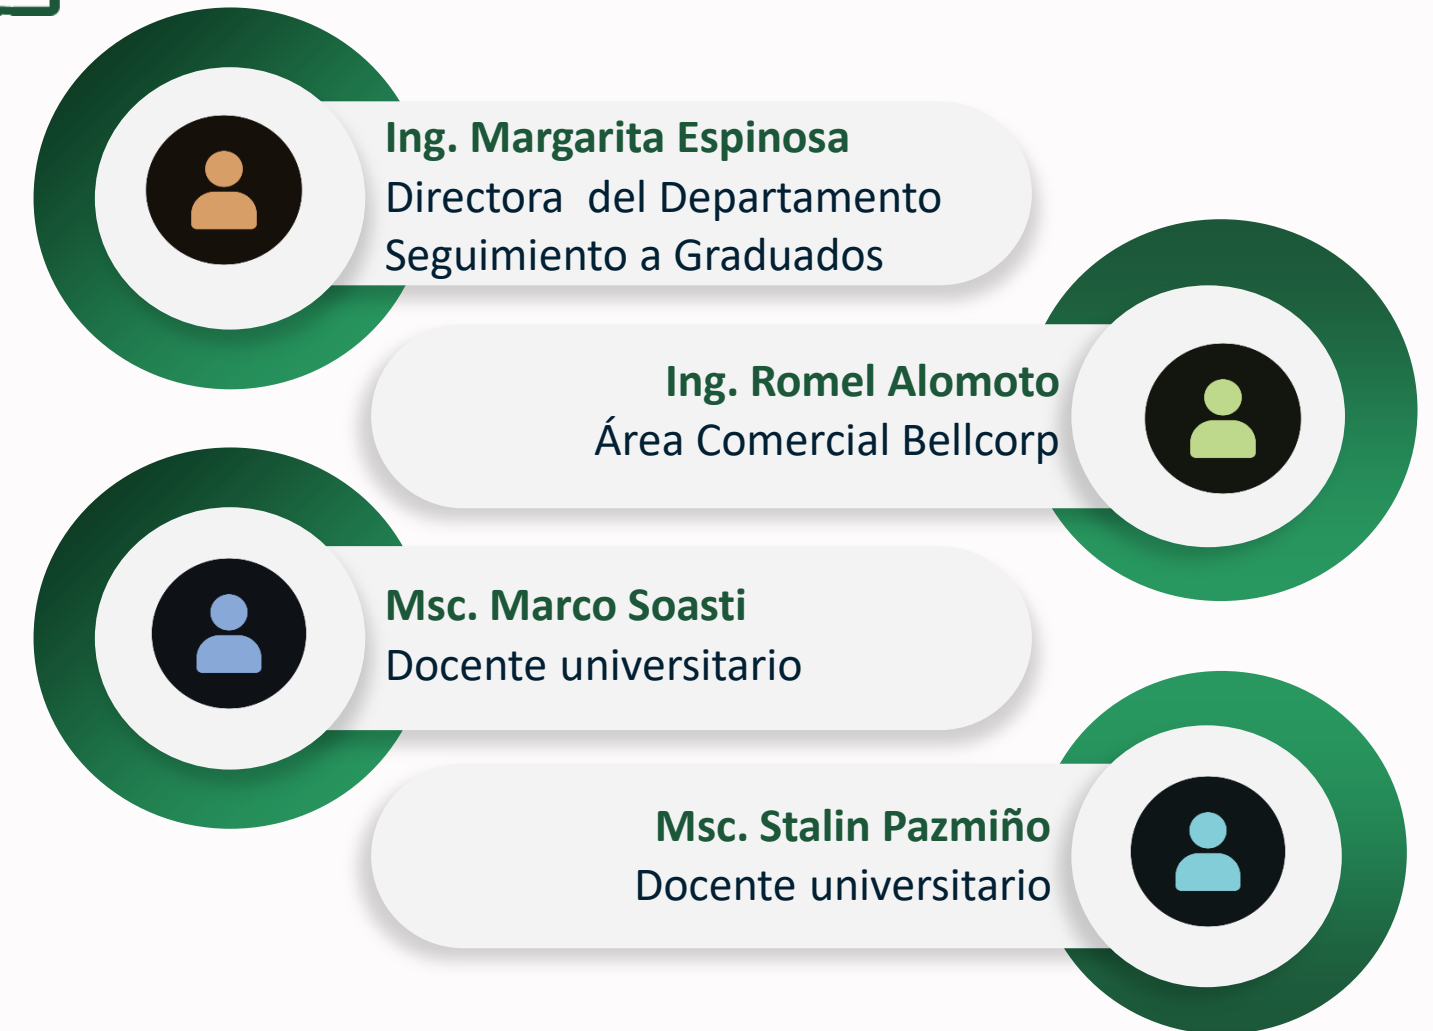 Ing. Margarita Espinosa
Directora  del Departamento
Seguimiento a Graduados
Ing. Romel Alomoto
Área Comercial Bellcorp
Msc. Marco Soasti
Docente universitario
Msc. Stalin Pazmiño
Docente universitario